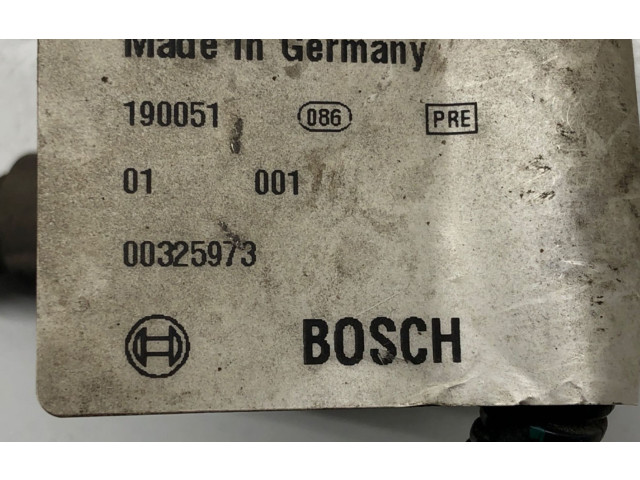 Made in Germany
190051 086 PRE
01 001
00325973
BOSCH